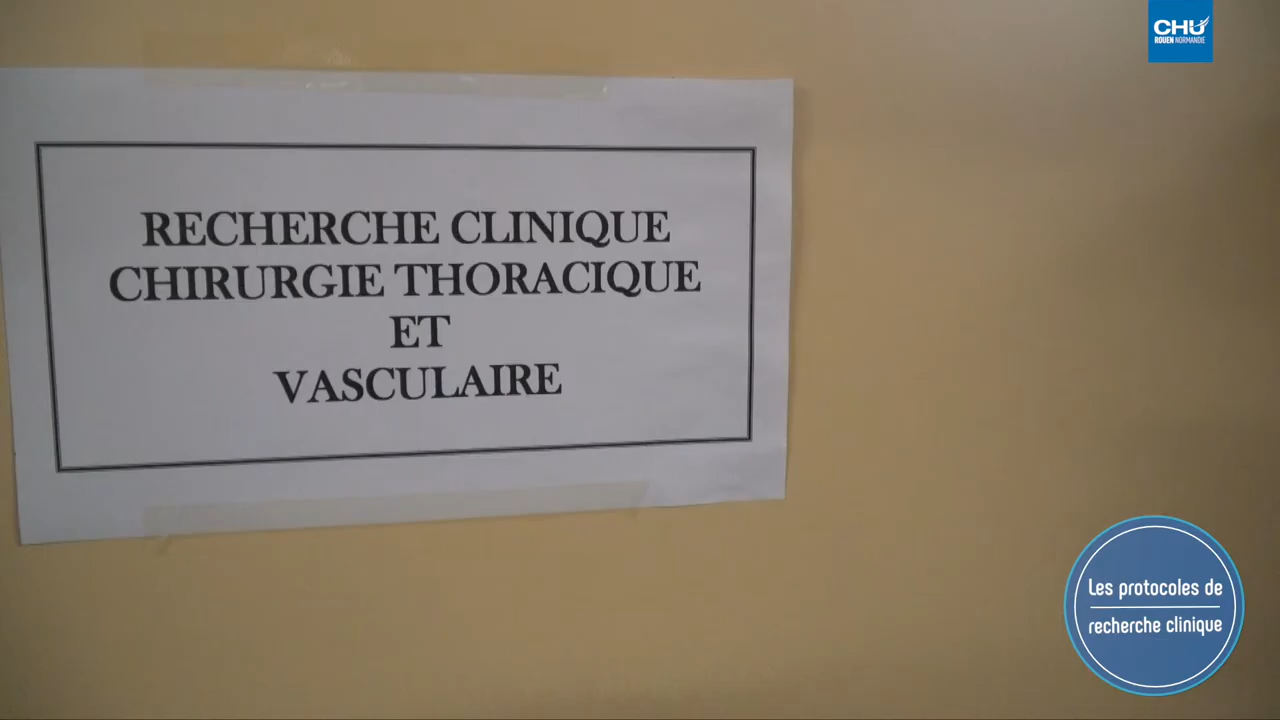 CHU
ROUEN NORMANDIE
RECHERCHE CLINIQUE
CHIRURGIE THORACIQUE
ET
VASCULAIRE
Les protocoles de
recherche clinique